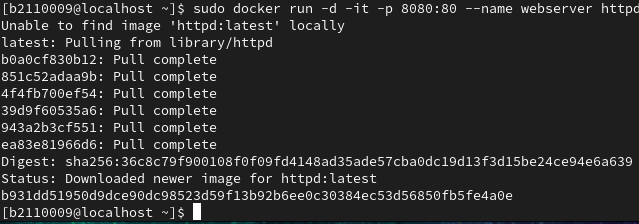 [b2110009@localhost ~]$ sudo docker run -d -it -p 8080:80 --name webserver httpd
Unable to find image 'httpd:latest' locally
latest: Pulling from library/httpd
b0a0cf830b12: Pull complete
851c52adaa9b: Pull complete
4f4fb700ef54: Pull complete
39d9f60535a6: Pull complete
943a2b3cf551: Pull complete
ea83e81966d6: Pull complete
Digest: sha256:36c8c79f900108f0f09fd4148ad35ade57cba0dc19d13f3d15be24ce94e6a639
Status: Downloaded newer image for httpd:latest
b931dd51950d9dce90dc98523d59f13b92b6ee0c30384ec53d56850fb5fe4a0e
[b2110009@localhost ~]$